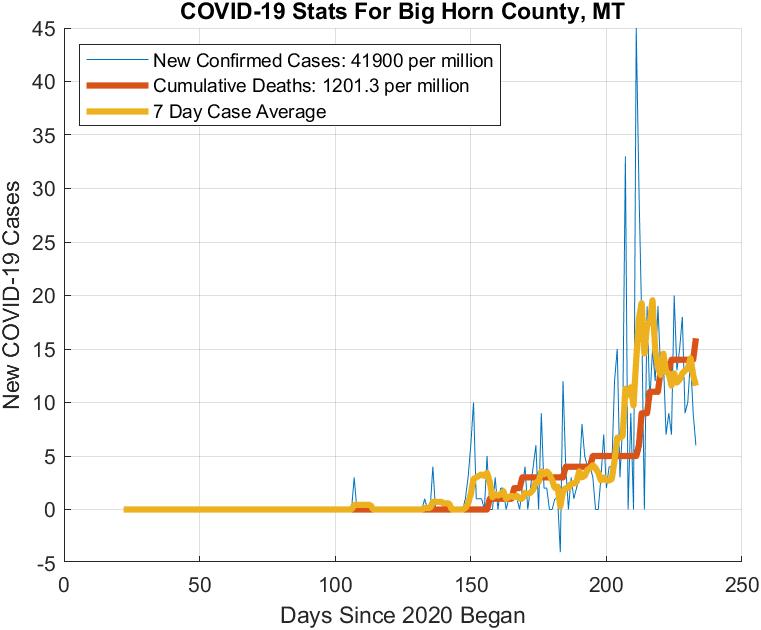 COVID-19 Stats For Big Horn County, MT
New Confirmed Cases: 41900 per million
Cumulative Deaths: 1201.3 per million
7 Day Case Average
45
40
35
30
25
20
15
10
5
0
-5
New COVID-19 Cases
0 50 100 150 200 250
Days Since 2020 Began